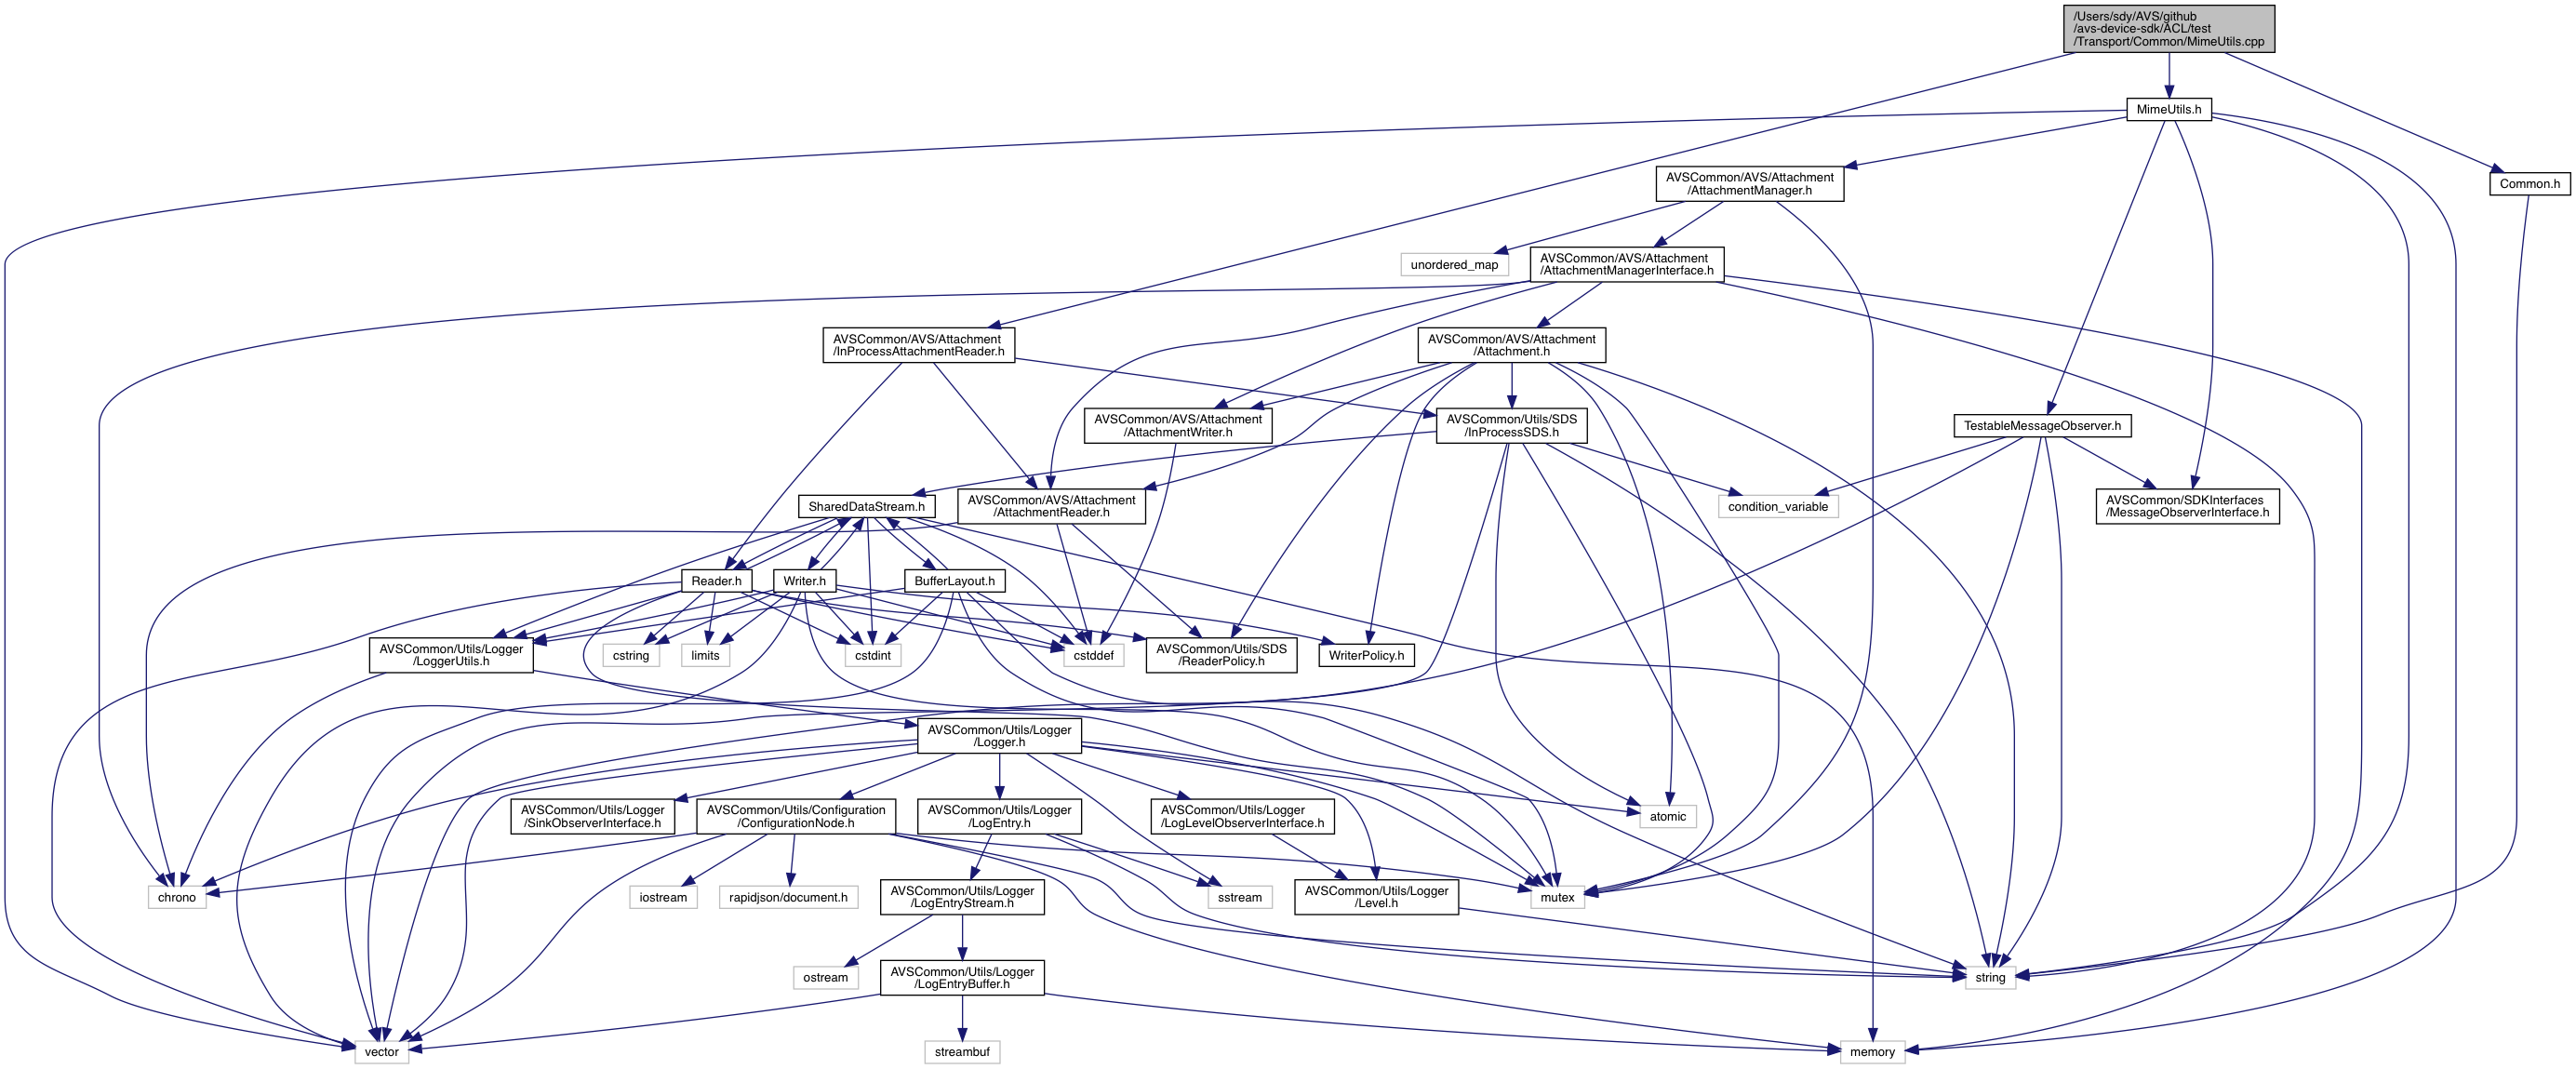 /Users/sdy/AVS/github
/avs-device-sdk/ACL/test
/Transport/Common/MimeUtils.cpp
MimeUtils.h
AVSCommon/AVS/Attachment
/AttachmentManager.h
Common.h
unordered_map
AVSCommon/AVS/Attachment
/AttachmentManagerInterface.h
AVSCommon/AVS/Attachment
/InProcessAttachmentReader.h
AVSCommon/AVS/Attachment
/Attachment.h
AVSCommon/AVS/Attachment
/AttachmentWriter.h
AVSCommon/Utils/SDS
/InProcessSDS.h
TestableMessageObserver.h
SharedDataStream.h
AVSCommon/AVS/Attachment
/AttachmentReader.h
condition_variable
AVSCommon/SDKInterfaces
/MessageObserverInterface.h
Reader.h
Writer.h
BufferLayout.h
AVSCommon/Utils/Logger
/LoggerUtils.h
cstring
limits
cstdint
cstddef
AVSCommon/Utils/SDS
/ReaderPolicy.h
WriterPolicy.h
AVSCommon/Utils/Logger
/Logger.h
AVSCommon/Utils/Logger
/SinkObserverInterface.h
AVSCommon/Utils/Configuration
/ConfigurationNode.h
AVSCommon/Utils/Logger
/LogEntry.h
AVSCommon/Utils/Logger
/LogLevelObserverInterface.h
atomic
chrono
iostream
rapidjson/document.h
AVSCommon/Utils/Logger
/LogEntryStream.h
sstream
AVSCommon/Utils/Logger
/Level.h
mutex
ostream
AVSCommon/Utils/Logger
/LogEntryBuffer.h
string
vector
streambuf
memory